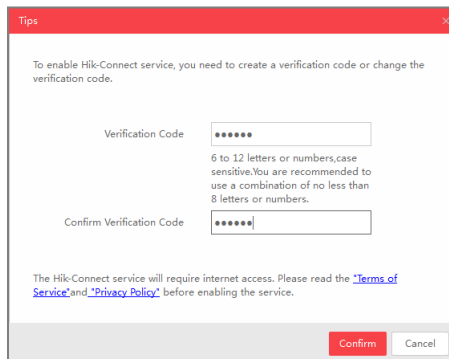 Tips
To enable Hik-Connect service, you need to create a verification code or change the
verification code.
Verification Code
●●●●●●
6 to 12 letters or numbers,case
sensitive.You are recommended to
use a combination of no less than
8 letters or numbers.
Confirm Verification Code
●●●●●●
The Hik-Connect service will require internet access. Please read the "Terms of
Service"and "Privacy Policy" before enabling the service.
Confirm
Cancel